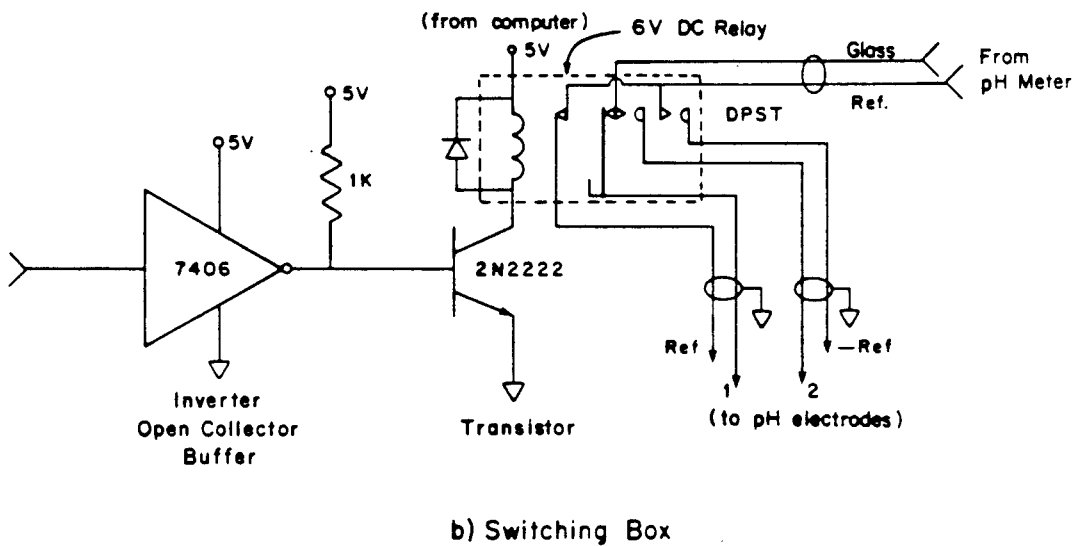 (from computer)
6V DC Relay
5V
Glass
From
pH Meter
Ref.
5V
DPST
5V
1K
7406
2N2222
Ref
—Ref
1
2
(to pH electrodes)
Inverter
Open Collector
Buffer
Transistor
b) Switching Box